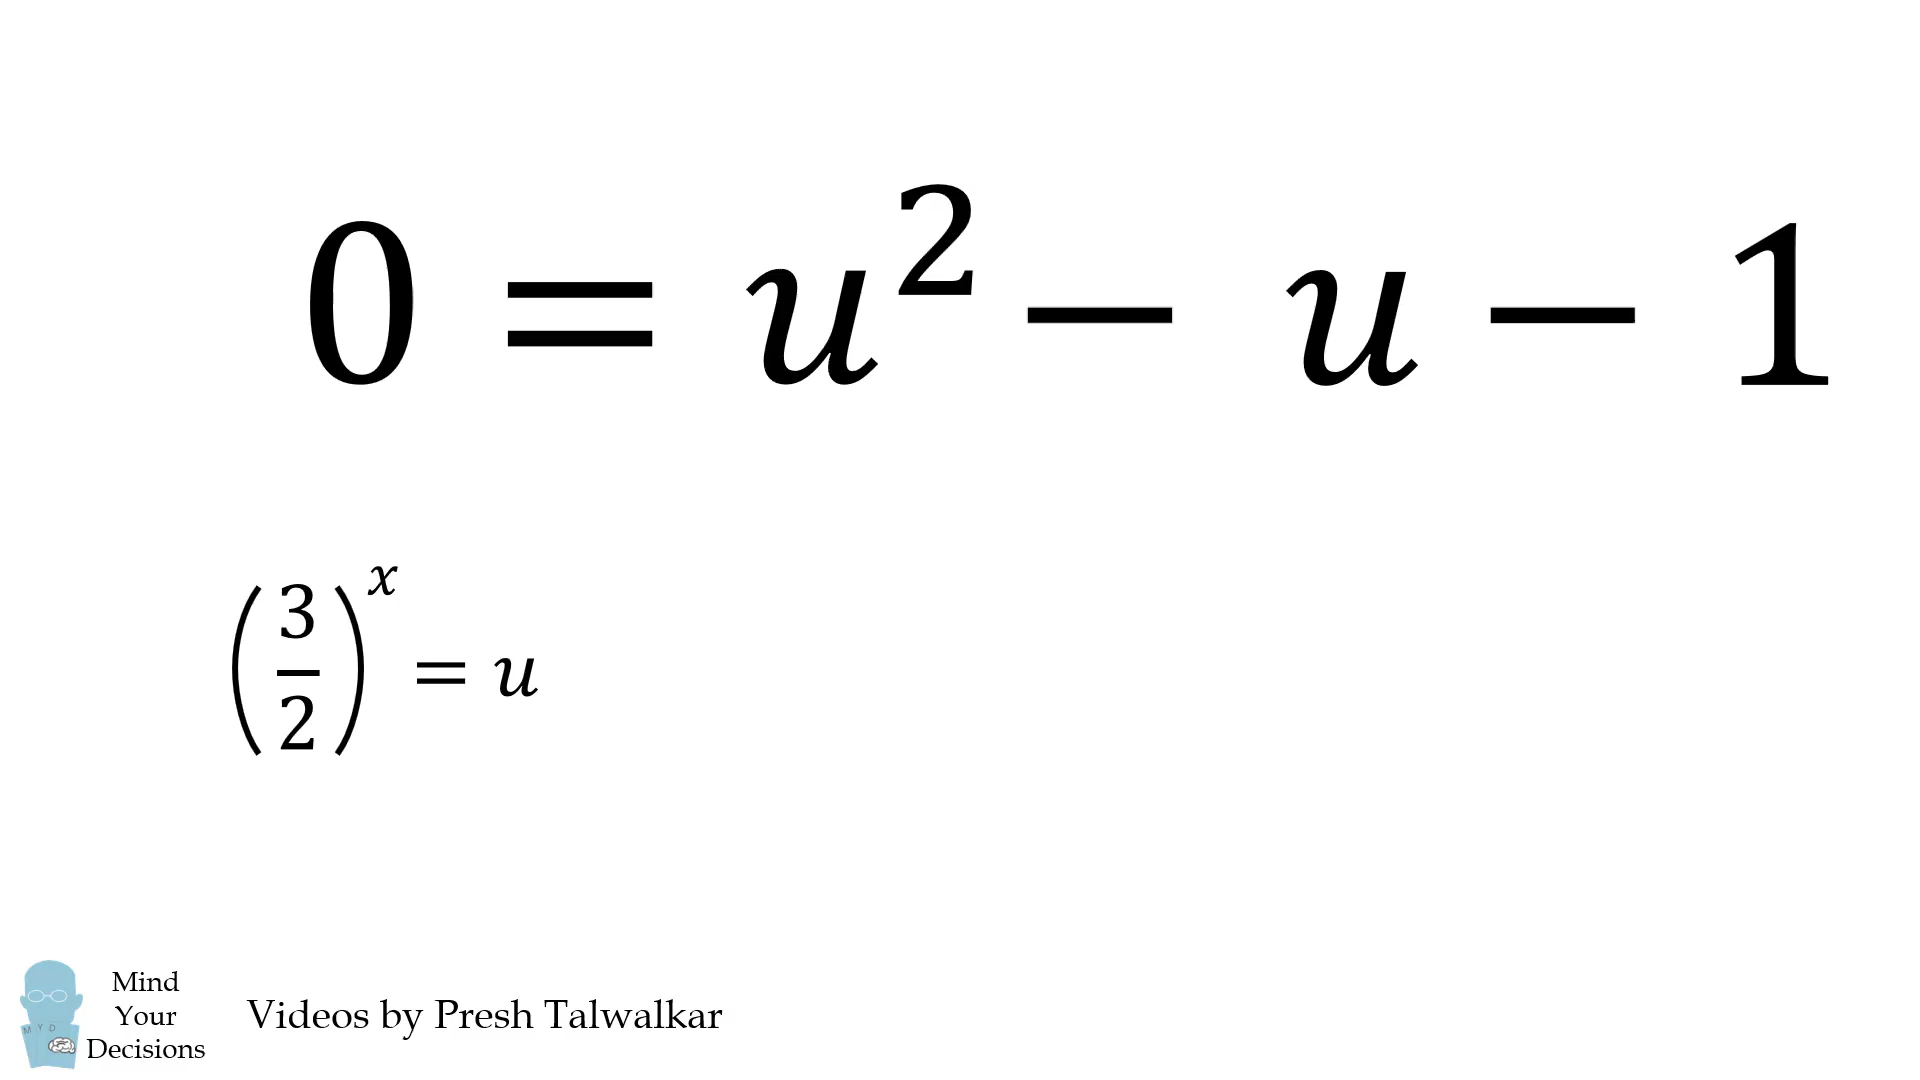 0 = u² − u − 1
(3/2)ˣ = u
Mind
Your
Decisions
M Y D
Videos by Presh Talwalkar